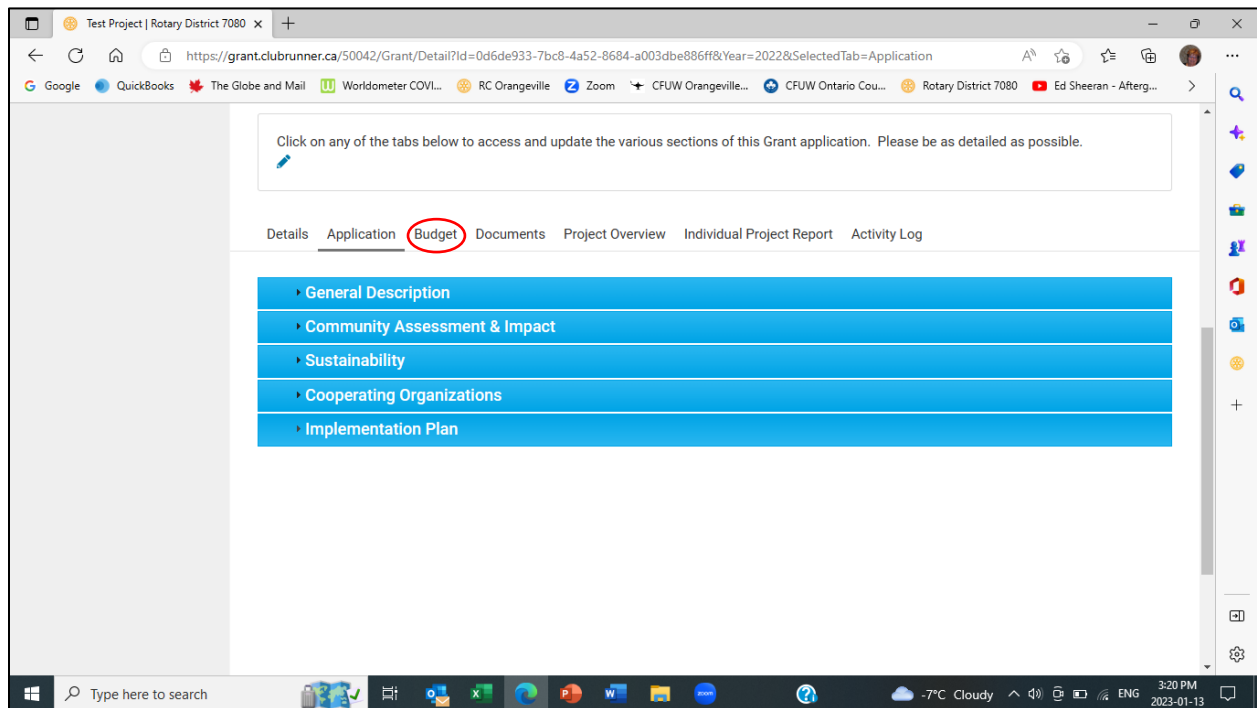 Test Project | Rotary District 7080
https://grant.clubrunner.ca/50042/Grant/Detail?Id=0d6de933-7bc8-4a52-8684-a003dbe886ff&Year=2022&SelectedTab=Application
Google QuickBooks The Globe and Mail Worldometer COVI... RC Orangeville Zoom CFUW Orangeville... CFUW Ontario Cou... Rotary District 7080 Ed Sheeran - Afterg...
Click on any of the tabs below to access and update the various sections of this Grant application. Please be as detailed as possible.
Details Application Budget Documents Project Overview Individual Project Report Activity Log
General Description
Community Assessment & Impact
Sustainability
Cooperating Organizations
Implementation Plan
Type here to search zoom -7°C Cloudy ENG 3:20 PM
2023-01-13